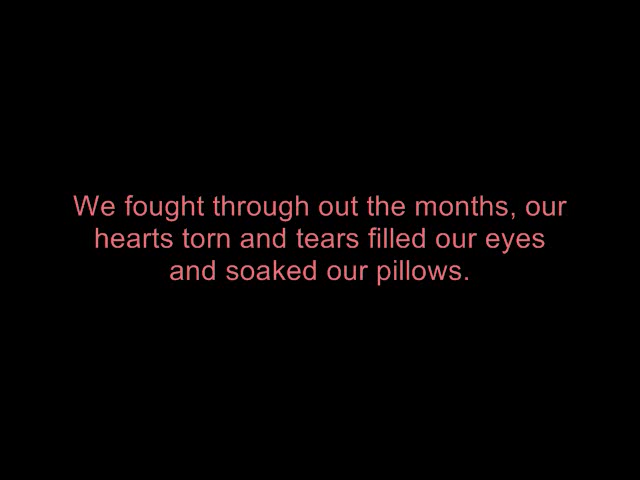 We fought through out the months, our
hearts torn and tears filled our eyes
and soaked our pillows.